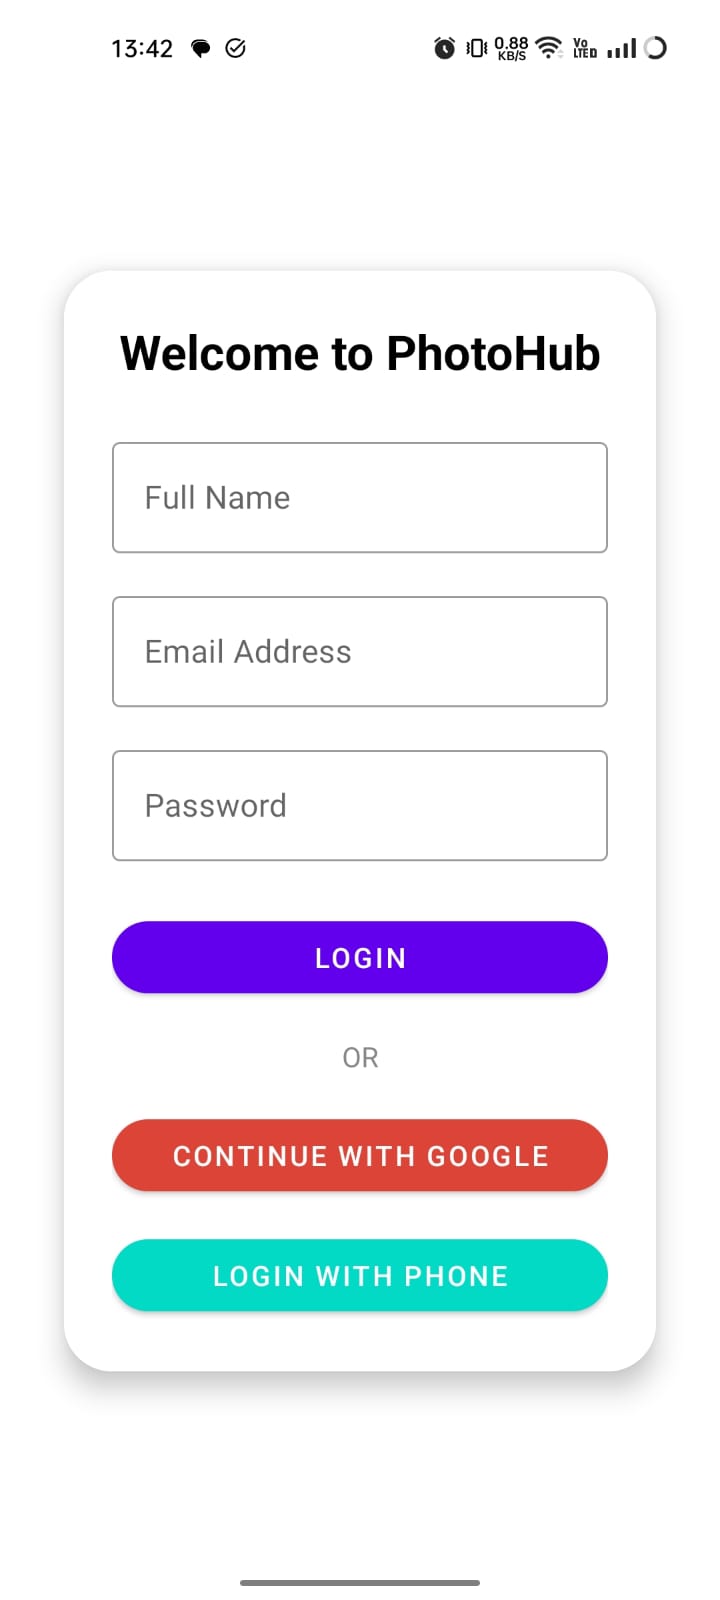 13:42
0.88
KB/S
Vo
LTE D
Welcome to PhotoHub
Full Name
Email Address
Password
LOGIN
OR
CONTINUE WITH GOOGLE
LOGIN WITH PHONE